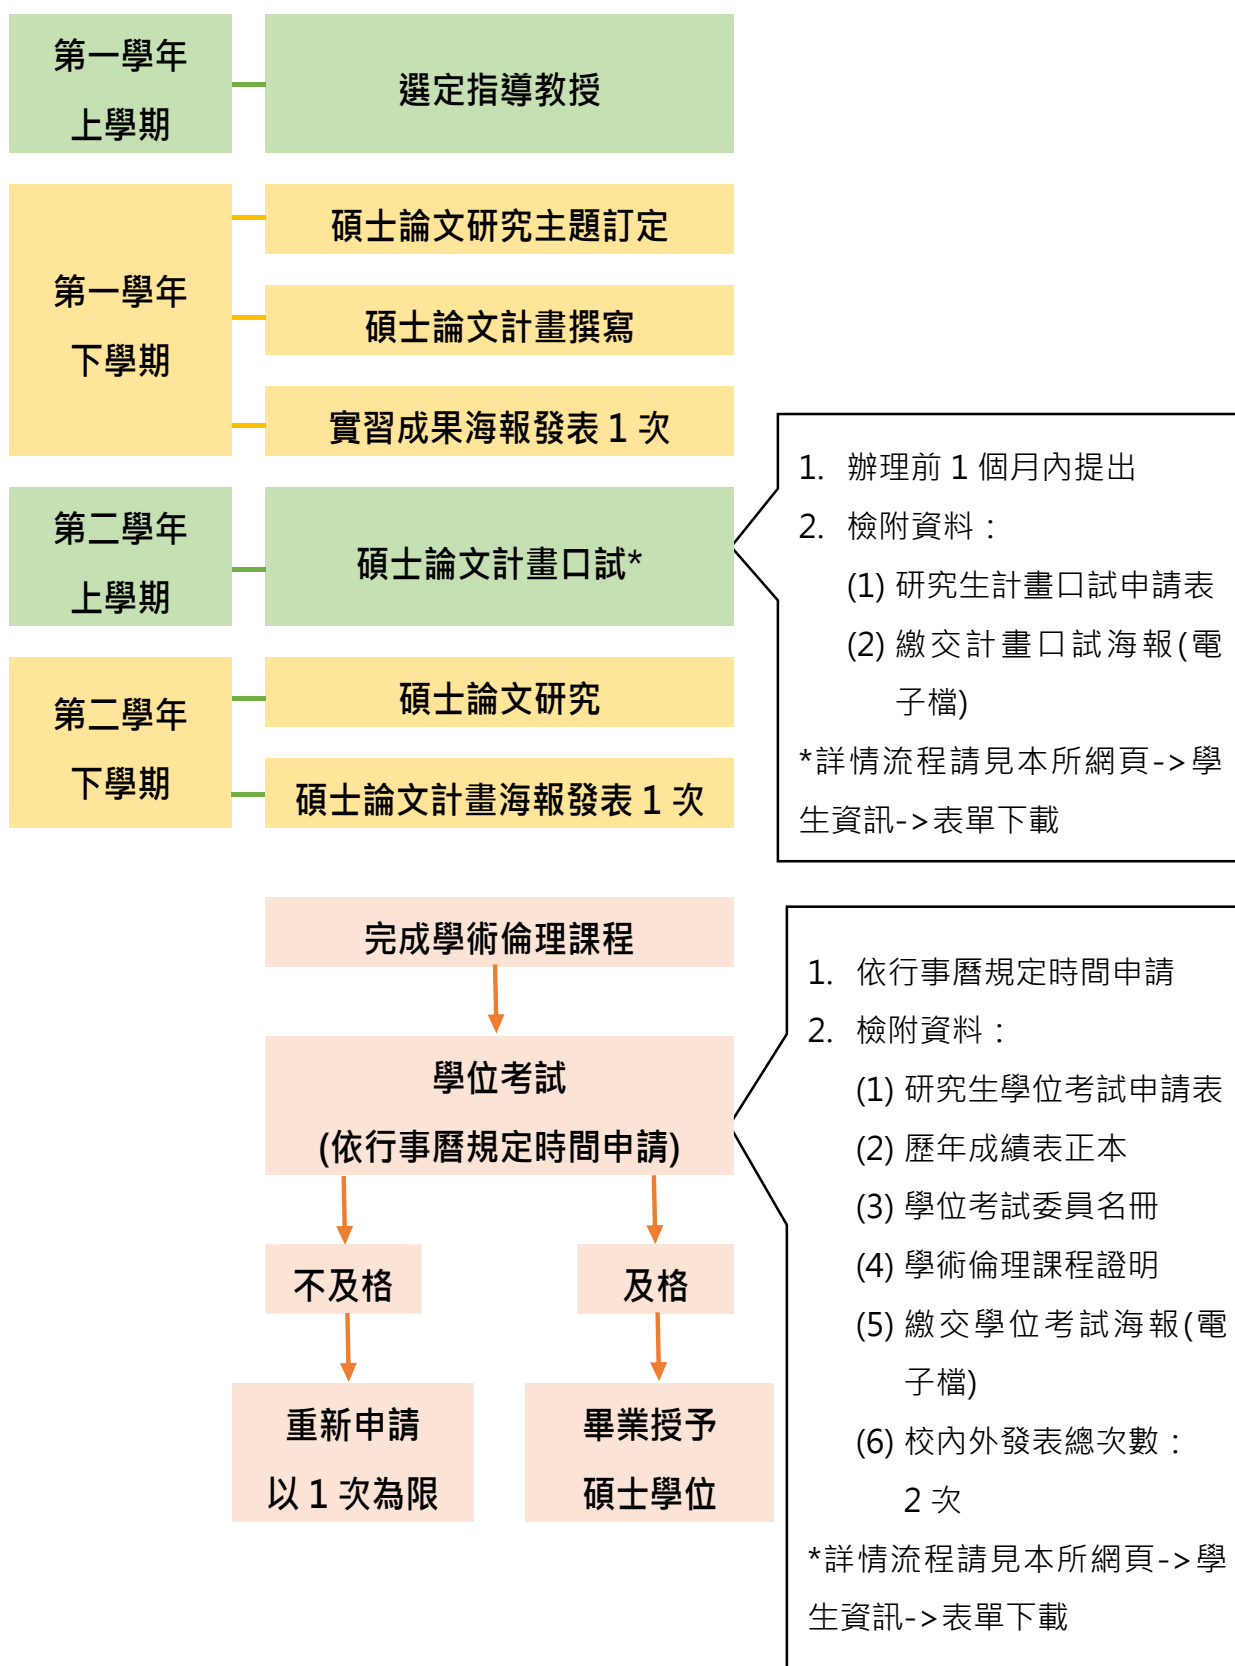 第一學年
上學期
選定指導教授
第一學年
下學期
碩士論文研究主題訂定
碩士論文計畫撰寫
實習成果海報發表 1 次
第二學年
上學期
碩士論文計畫口試*
1. 辦理前 1 個月內提出
2. 檢附資料：
(1) 研究生計畫口試申請表
(2) 繳交計畫口試海報(電
子檔)
*詳情流程請見本所網頁->學
生資訊->表單下載
第二學年
下學期
碩士論文研究
碩士論文計畫海報發表 1 次
完成學術倫理課程
學位考試
(依行事曆規定時間申請)
不及格
及格
重新申請
以 1 次為限
畢業授予
碩士學位
1. 依行事曆規定時間申請
2. 檢附資料：
(1) 研究生學位考試申請表
(2) 歷年成績表正本
(3) 學位考試委員名冊
(4) 學術倫理課程證明
(5) 繳交學位考試海報(電
子檔)
(6) 校內外發表總次數：
2 次
*詳情流程請見本所網頁->學
生資訊->表單下載